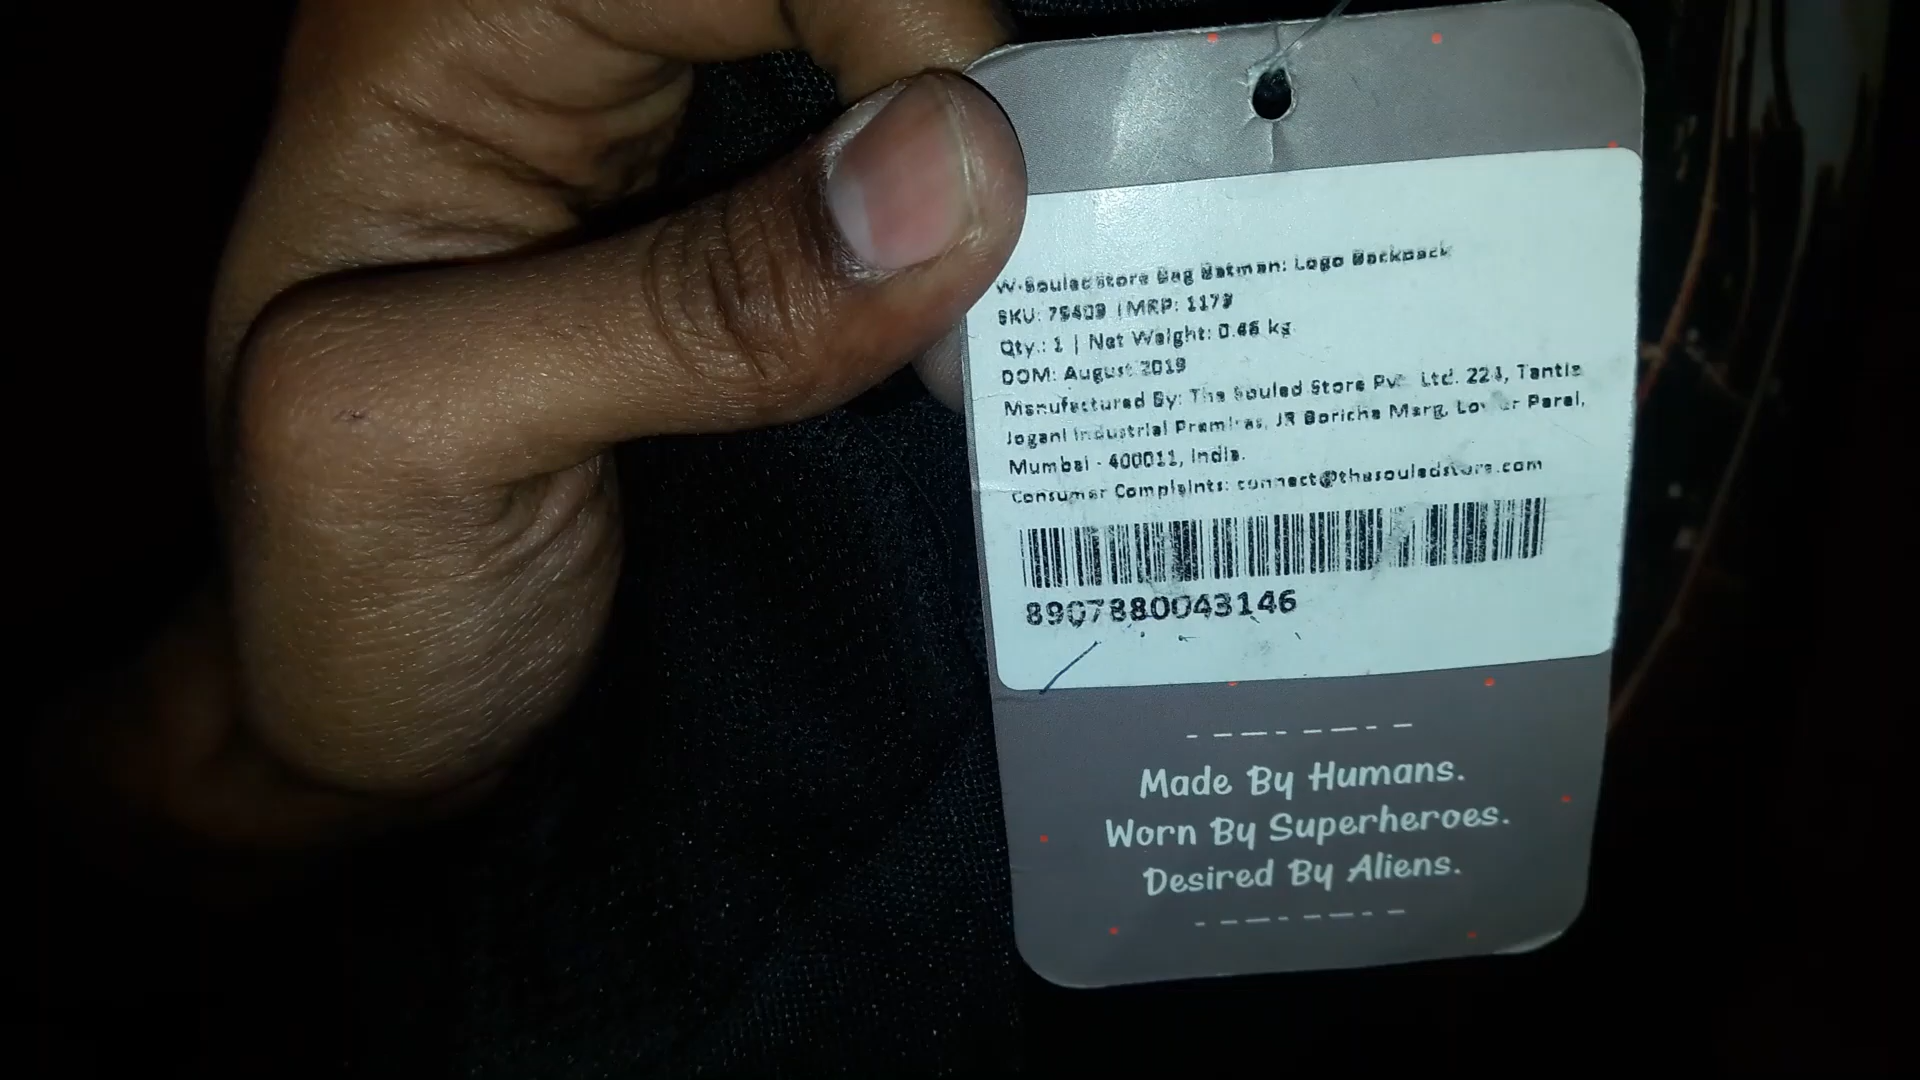 W-Souled Store Bag Batman: Logo Backpack
SKU: 75409 | MRP: 1179
Qty.: 1 | Net Weight: 0.46 kg
DOM: August 2019
Manufactured By: The Souled Store Pvt Ltd. 224, Tantia
Jogani Industrial Premises, JR Boricha Marg, Lower Parel,
Mumbai - 400011, India.
Consumer Complaints: connect@thesouledstore.com
8907880043146
Made By Humans.
Worn By Superheroes.
Desired By Aliens.